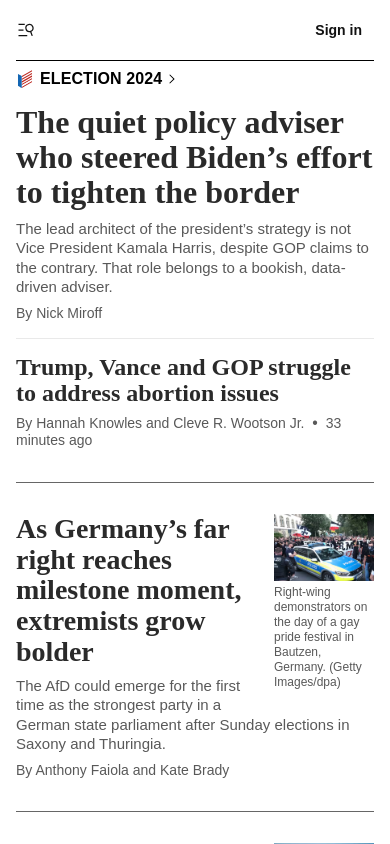 Sign in
ELECTION 2024
The quiet policy adviser
who steered Biden’s effort
to tighten the border
The lead architect of the president’s strategy is not
Vice President Kamala Harris, despite GOP claims to
the contrary. That role belongs to a bookish, data-
driven adviser.
By Nick Miroff
Trump, Vance and GOP struggle
to address abortion issues
By Hannah Knowles and Cleve R. Wootson Jr. • 33
minutes ago
As Germany’s far
right reaches
milestone moment,
extremists grow
bolder
The AfD could emerge for the first
time as the strongest party in a
German state parliament after Sunday elections in
Saxony and Thuringia.
By Anthony Faiola and Kate Brady
Right-wing
demonstrators on
the day of a gay
pride festival in
Bautzen,
Germany. (Getty
Images/dpa)